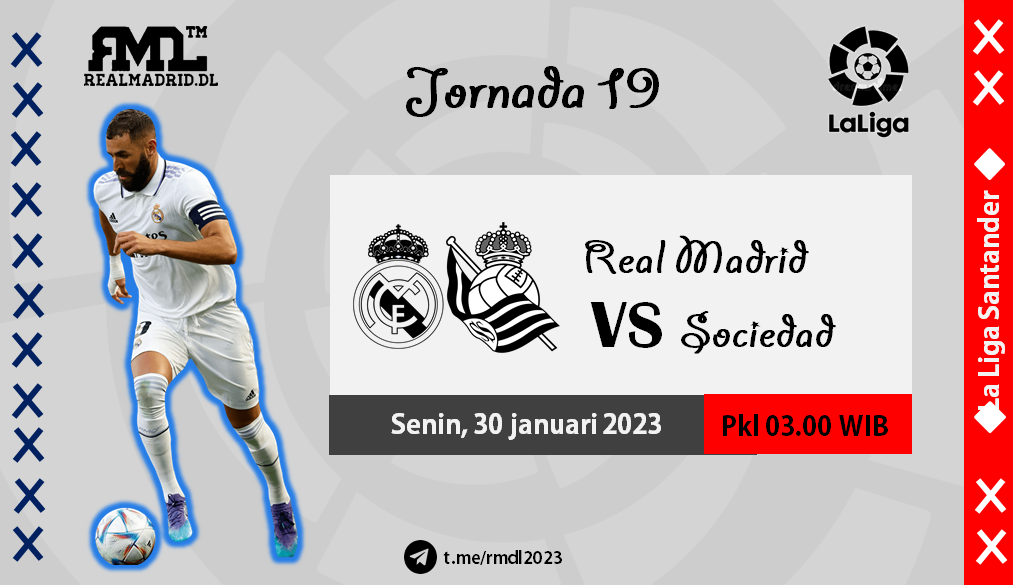 RML™
REALMADRID.DL
Jornada 19
LaLiga
La Liga Santander
Real Madrid
VS Sociedad
Senin, 30 januari 2023
Pkl 03.00 WIB
t.me/rmdl2023